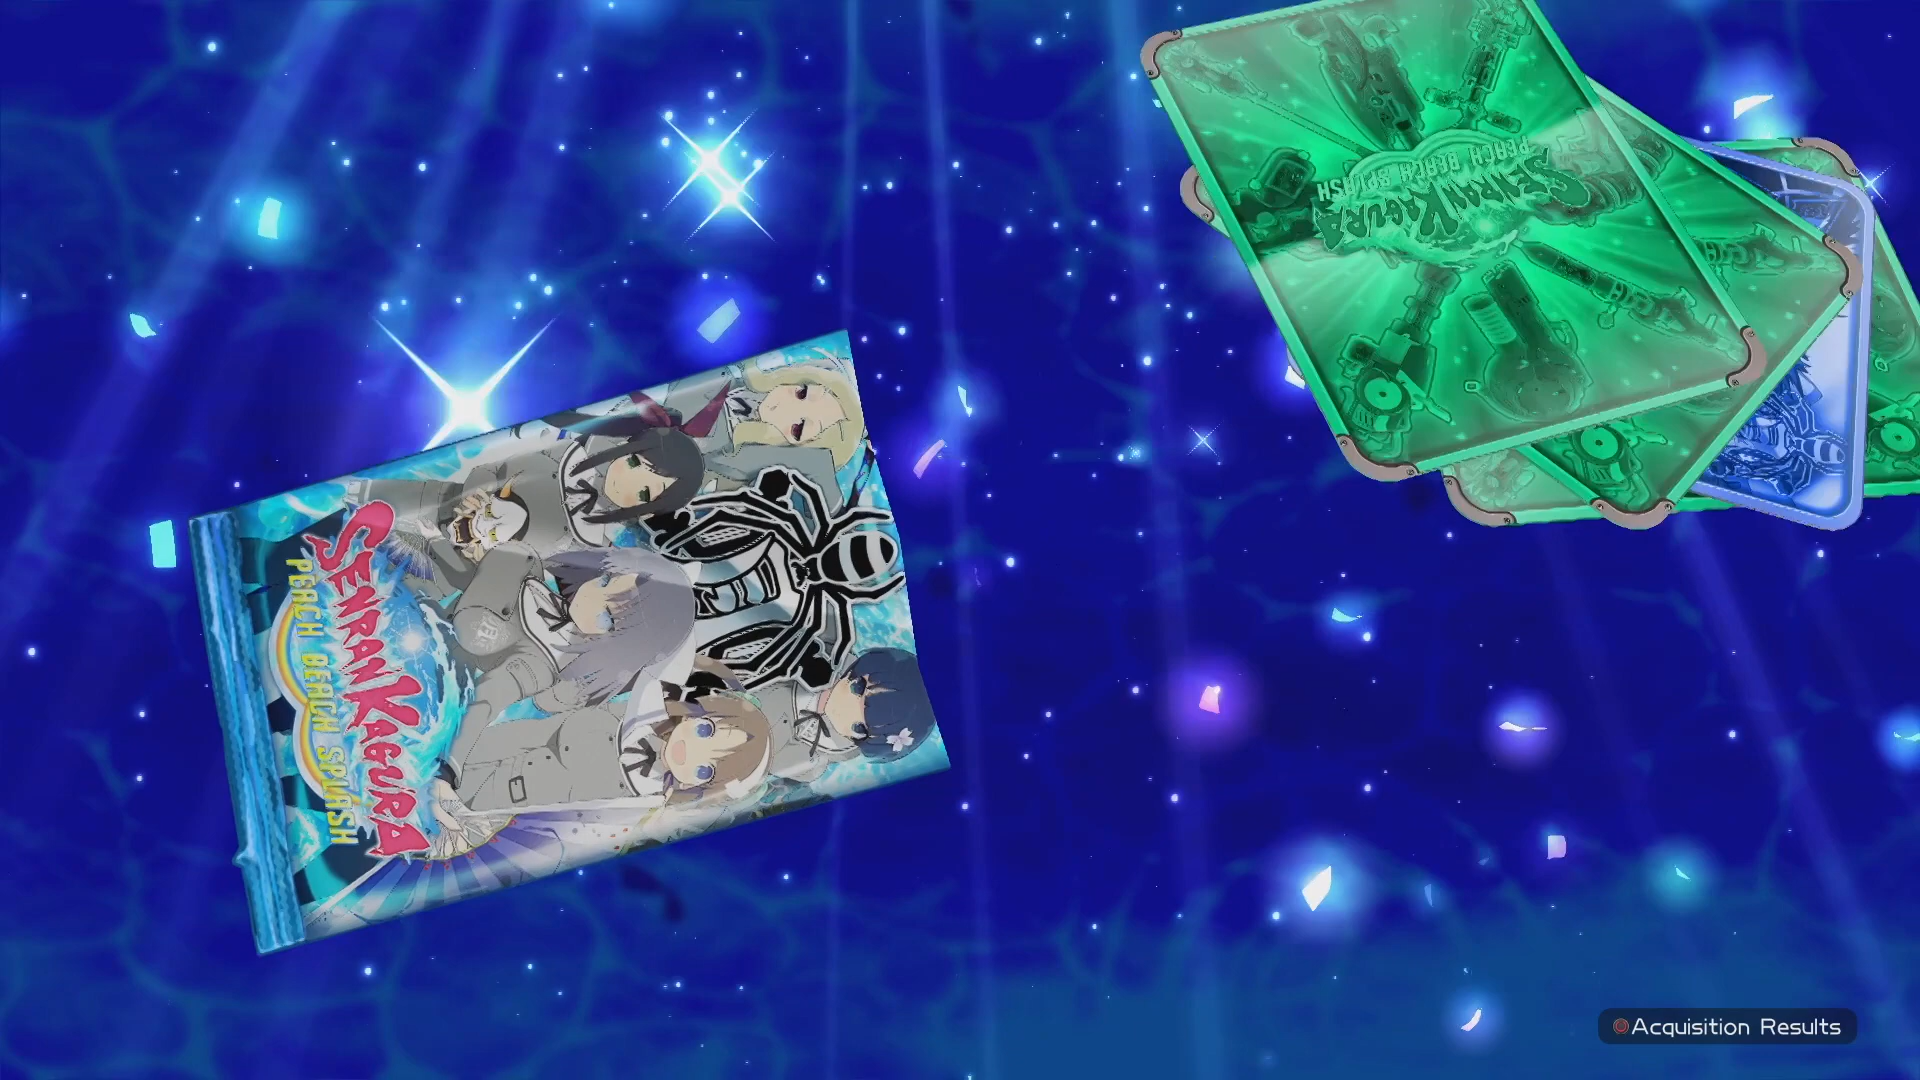 SENRAN KAGURA
PEACH BEACH SPLASH
SENRAN KAGURA
PEACH BEACH SPLASH
Acquisition Results